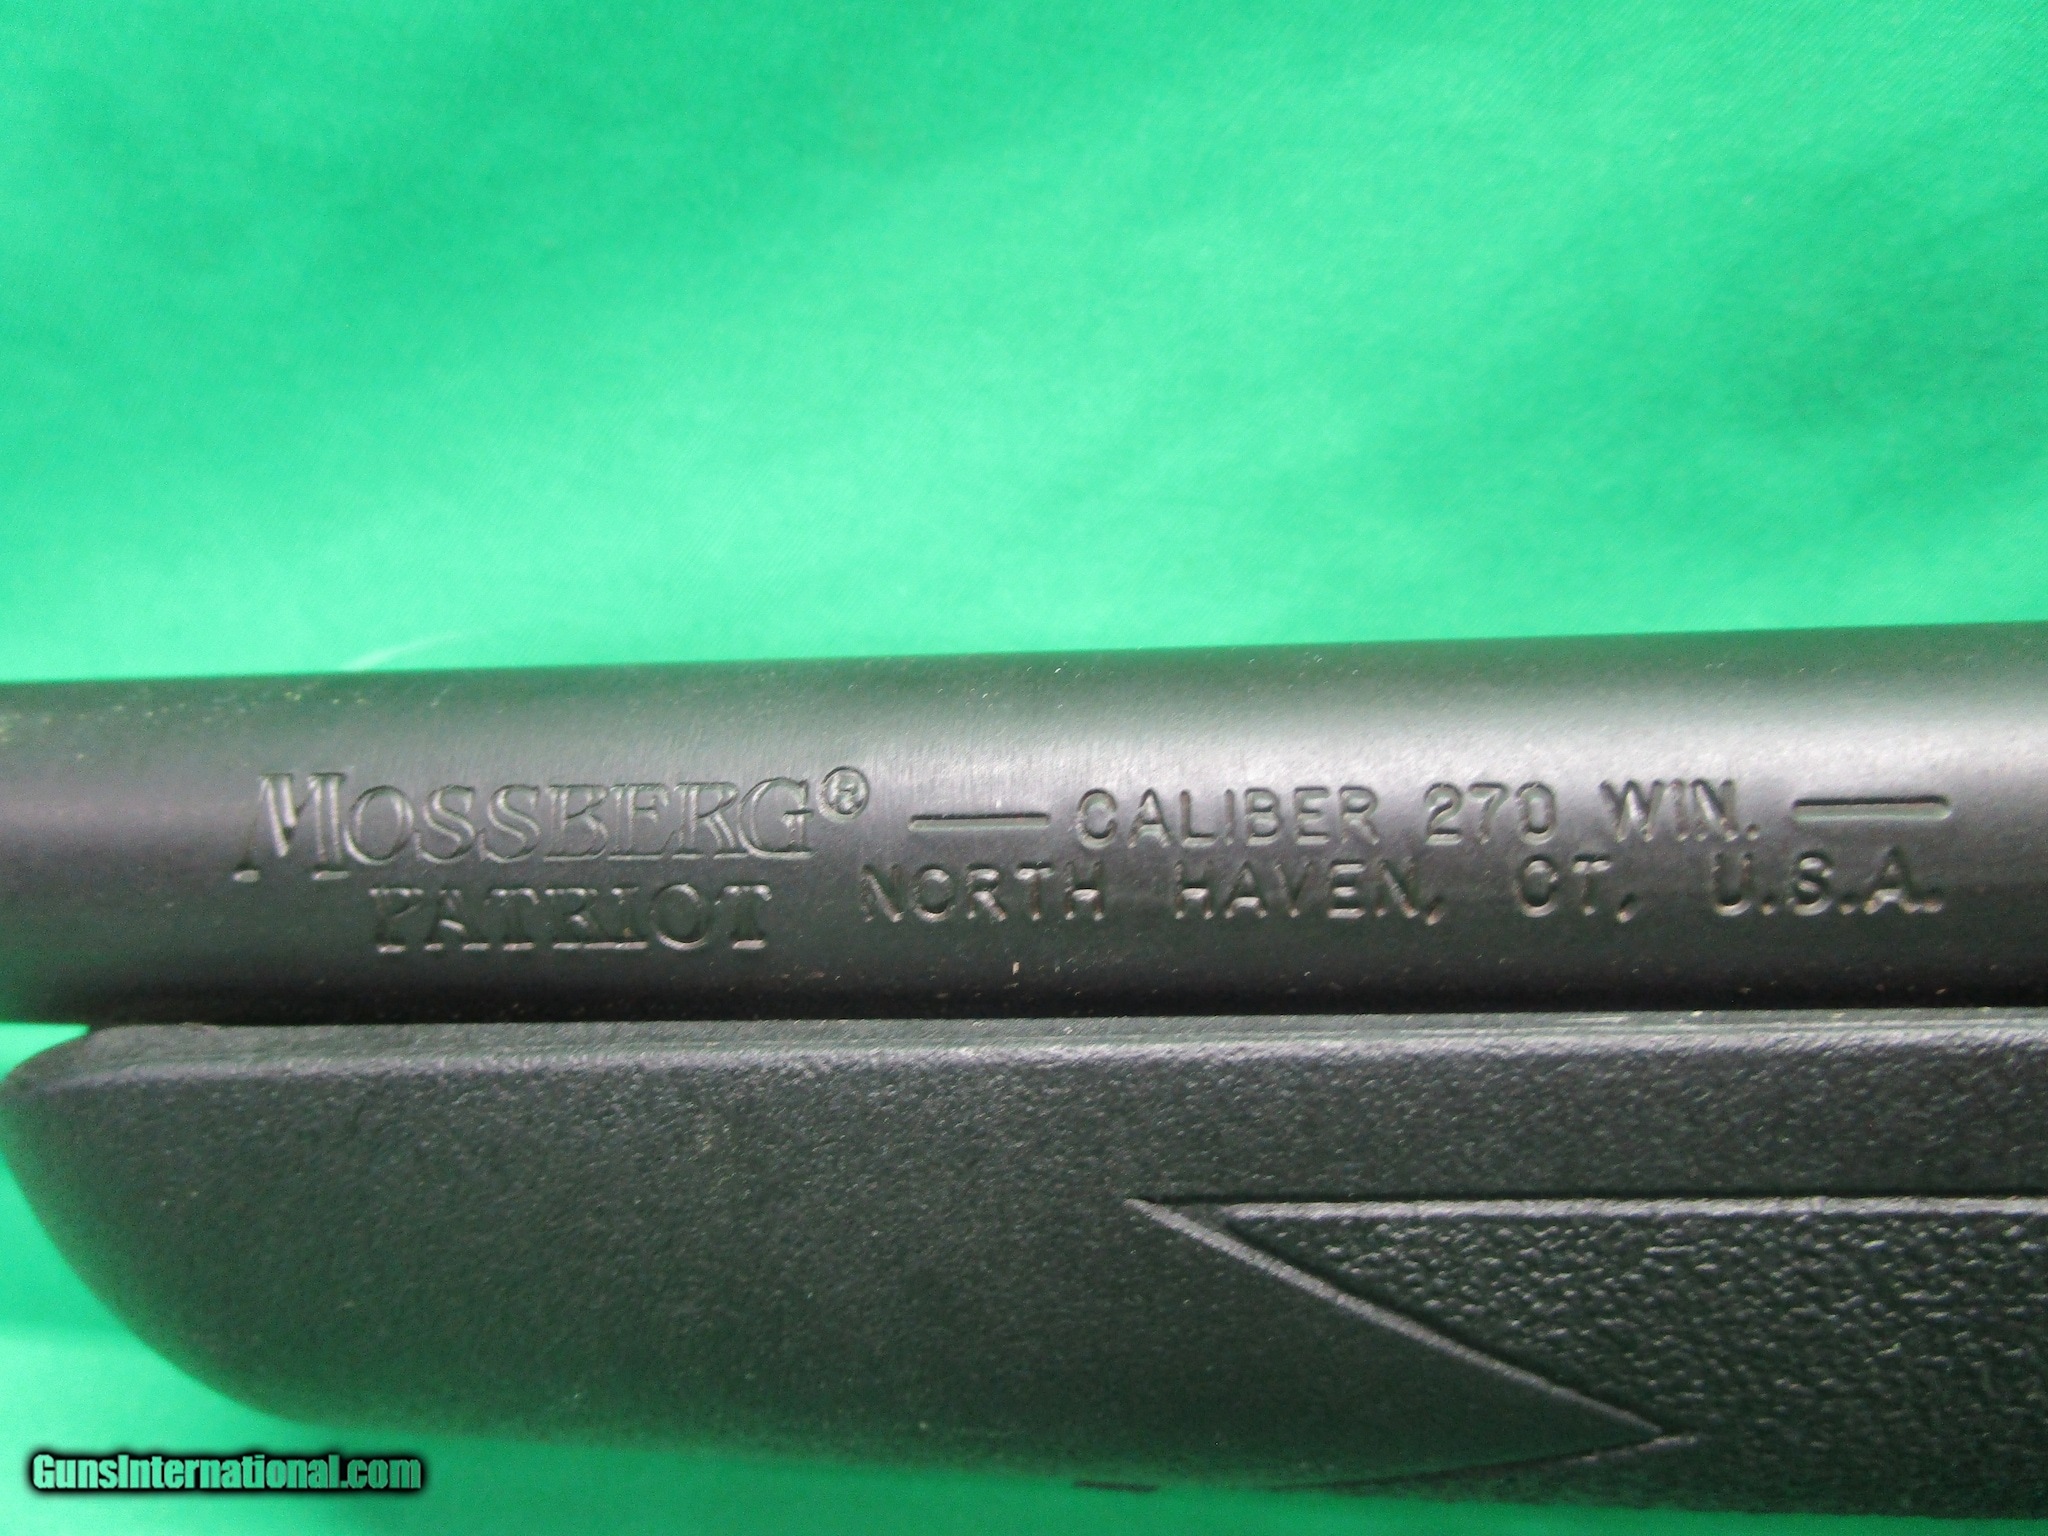 MOSSBERG® — CALIBER 270 WIN. —
PATRIOT NORTH HAVEN, CT, U.S.A.
GunsInternational.com